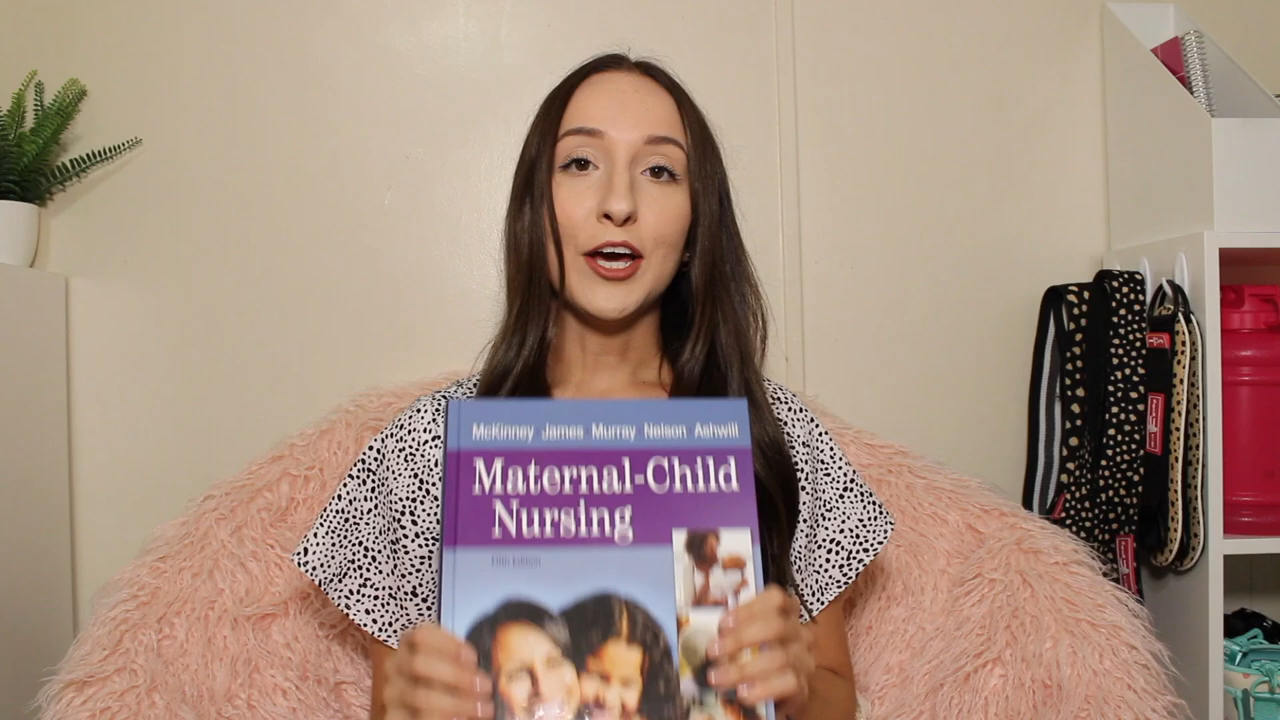 McKinney James Murray Nelson Ashwill
Maternal-Child
Nursing
Fifth Edition